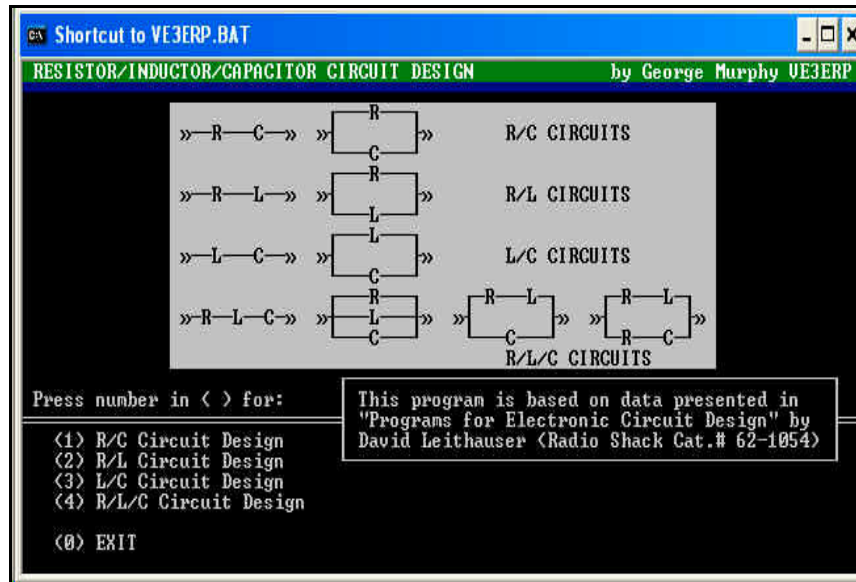 Shortcut to VE3ERP.BAT
RESISTOR/INDUCTOR/CAPACITOR CIRCUIT DESIGN by George Murphy VE3ERP
R
»—R—C—» » » R/C CIRCUITS
C
R
»—R—L—» » » R/L CIRCUITS
L
L
»—L—C—» » » L/C CIRCUITS
C
R R—L R—L
»—R—L—C—» » L » » » » »
C C R—C
R/L/C CIRCUITS
Press number in < > for:
This program is based on data presented in
"Programs for Electronic Circuit Design" by
David Leithauser (Radio Shack Cat.# 62-1054)
(1) R/C Circuit Design
(2) R/L Circuit Design
(3) L/C Circuit Design
(4) R/L/C Circuit Design
(0) EXIT